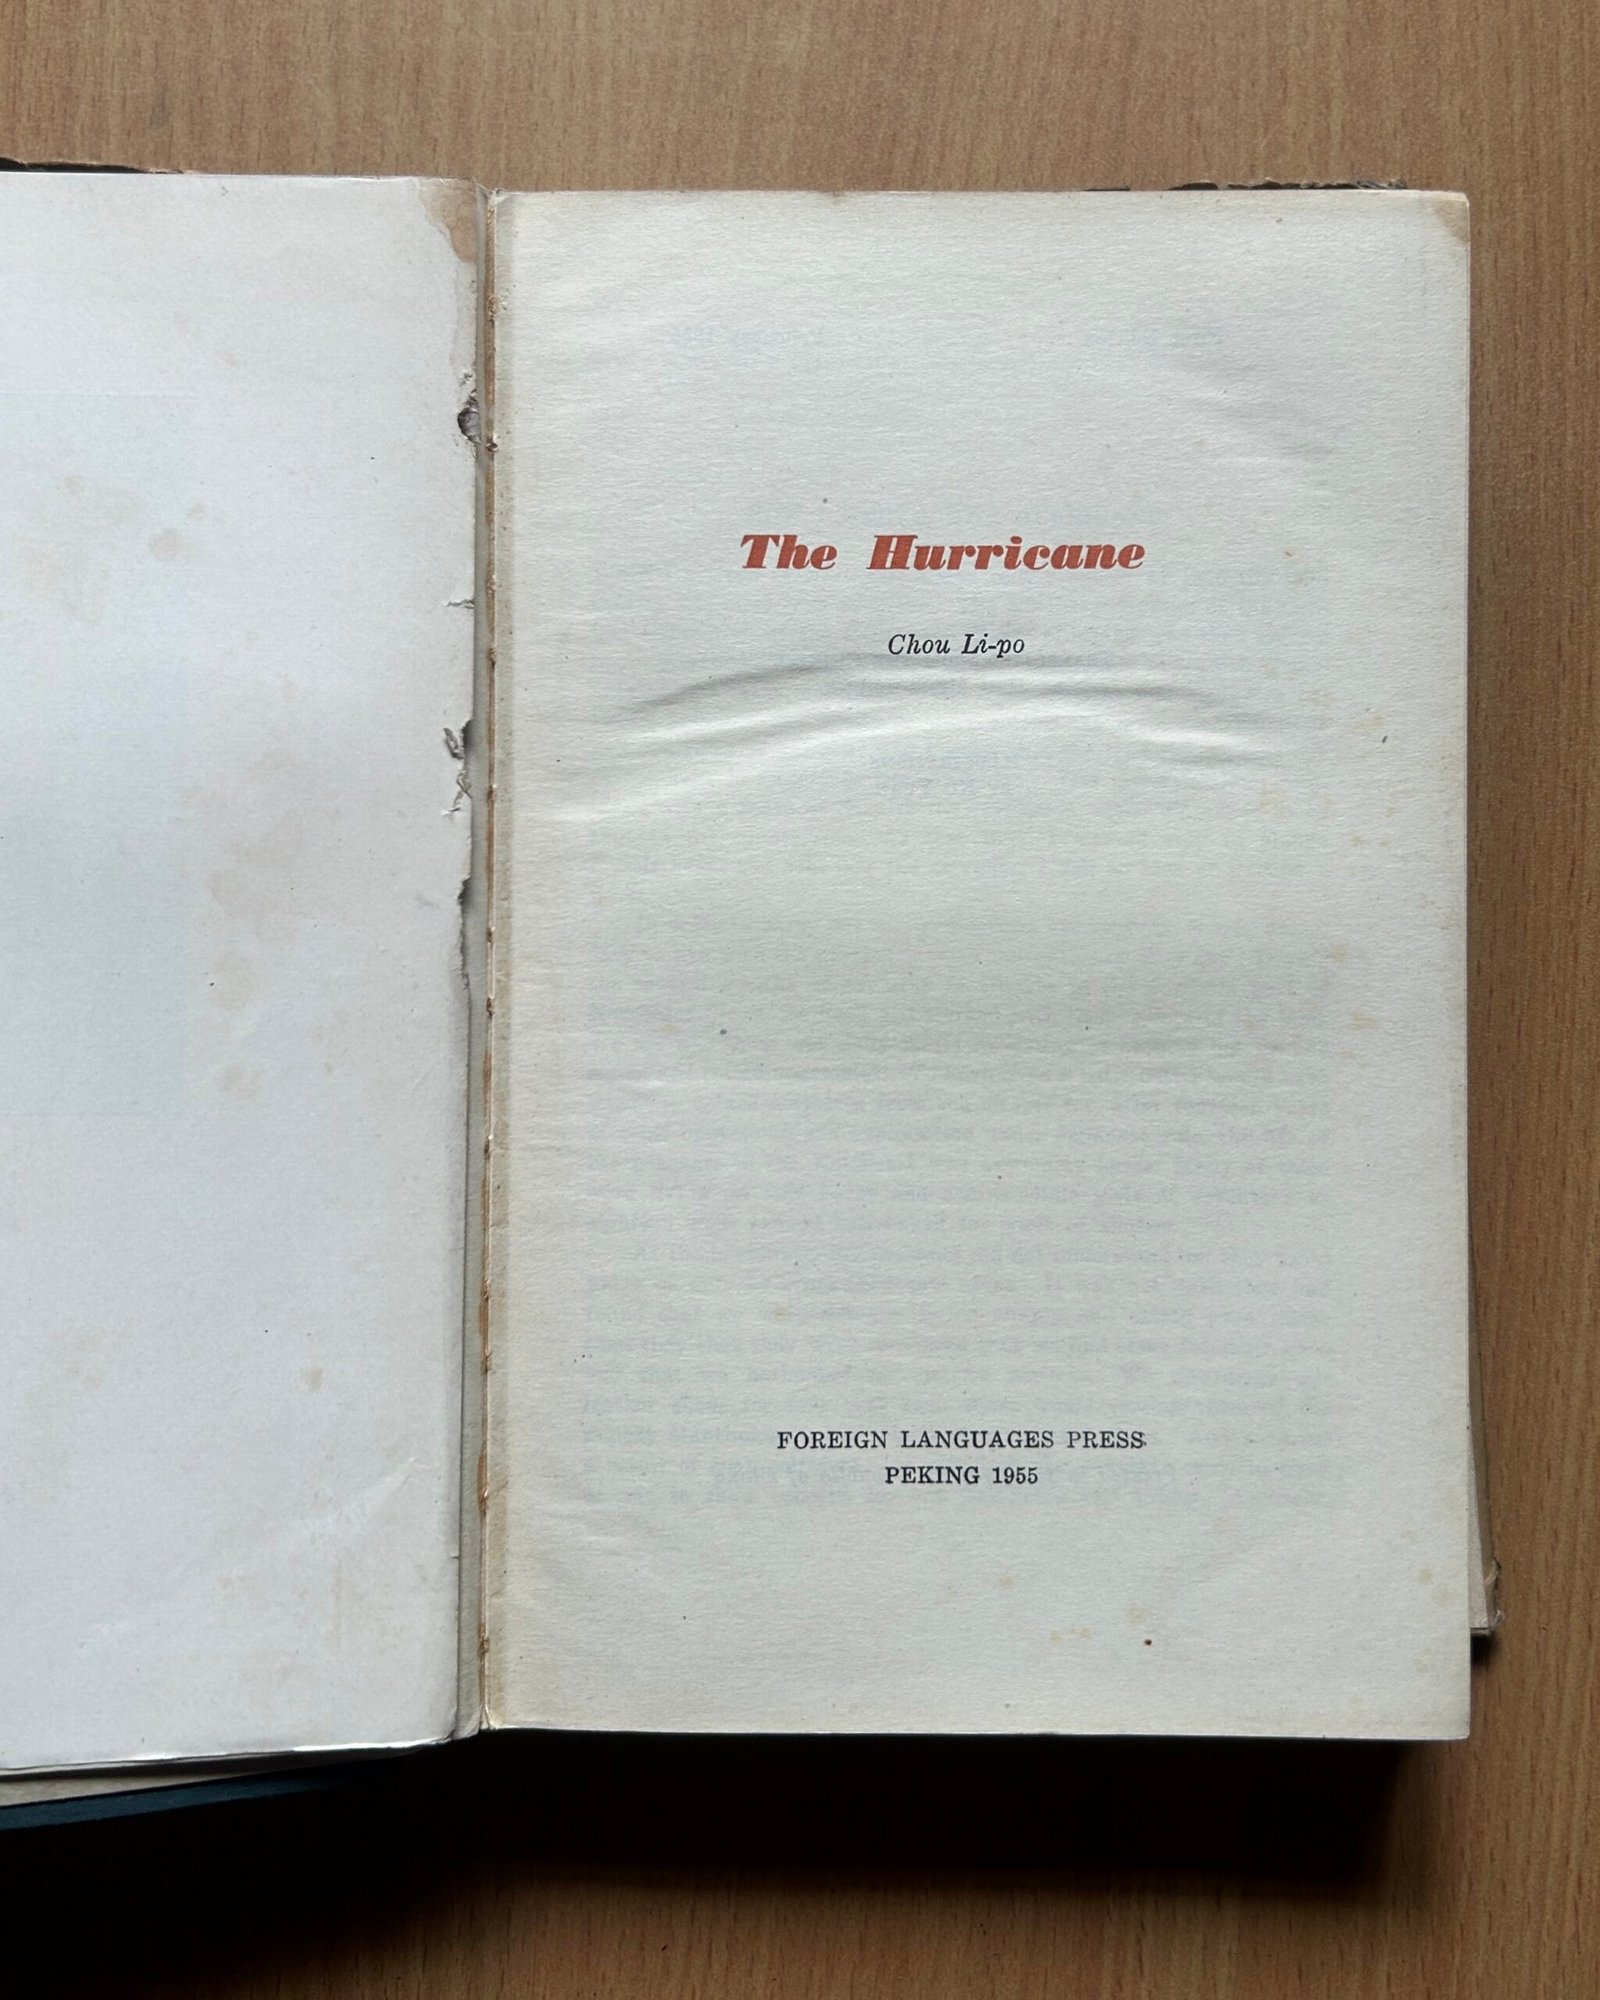 The Hurricane
Chou Li-po
FOREIGN LANGUAGES PRESS
PEKING 1955